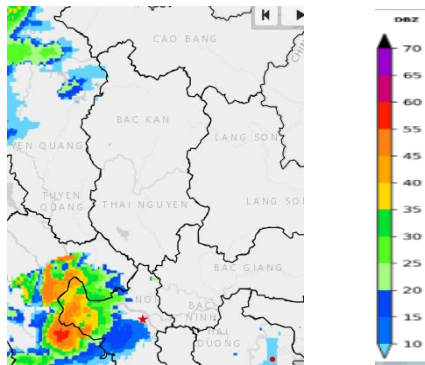 CAO BANG
CHIN
BAC KAN
LANG SON
YEN QUANG
TUYEN
QUANG
THAI NGUYEN
LANG SO
BAC GIANG
NOI
BAC
NINH
HAI
DUONG
DBZ
70
65
60
55
45
40
35
30
25
20
15
10